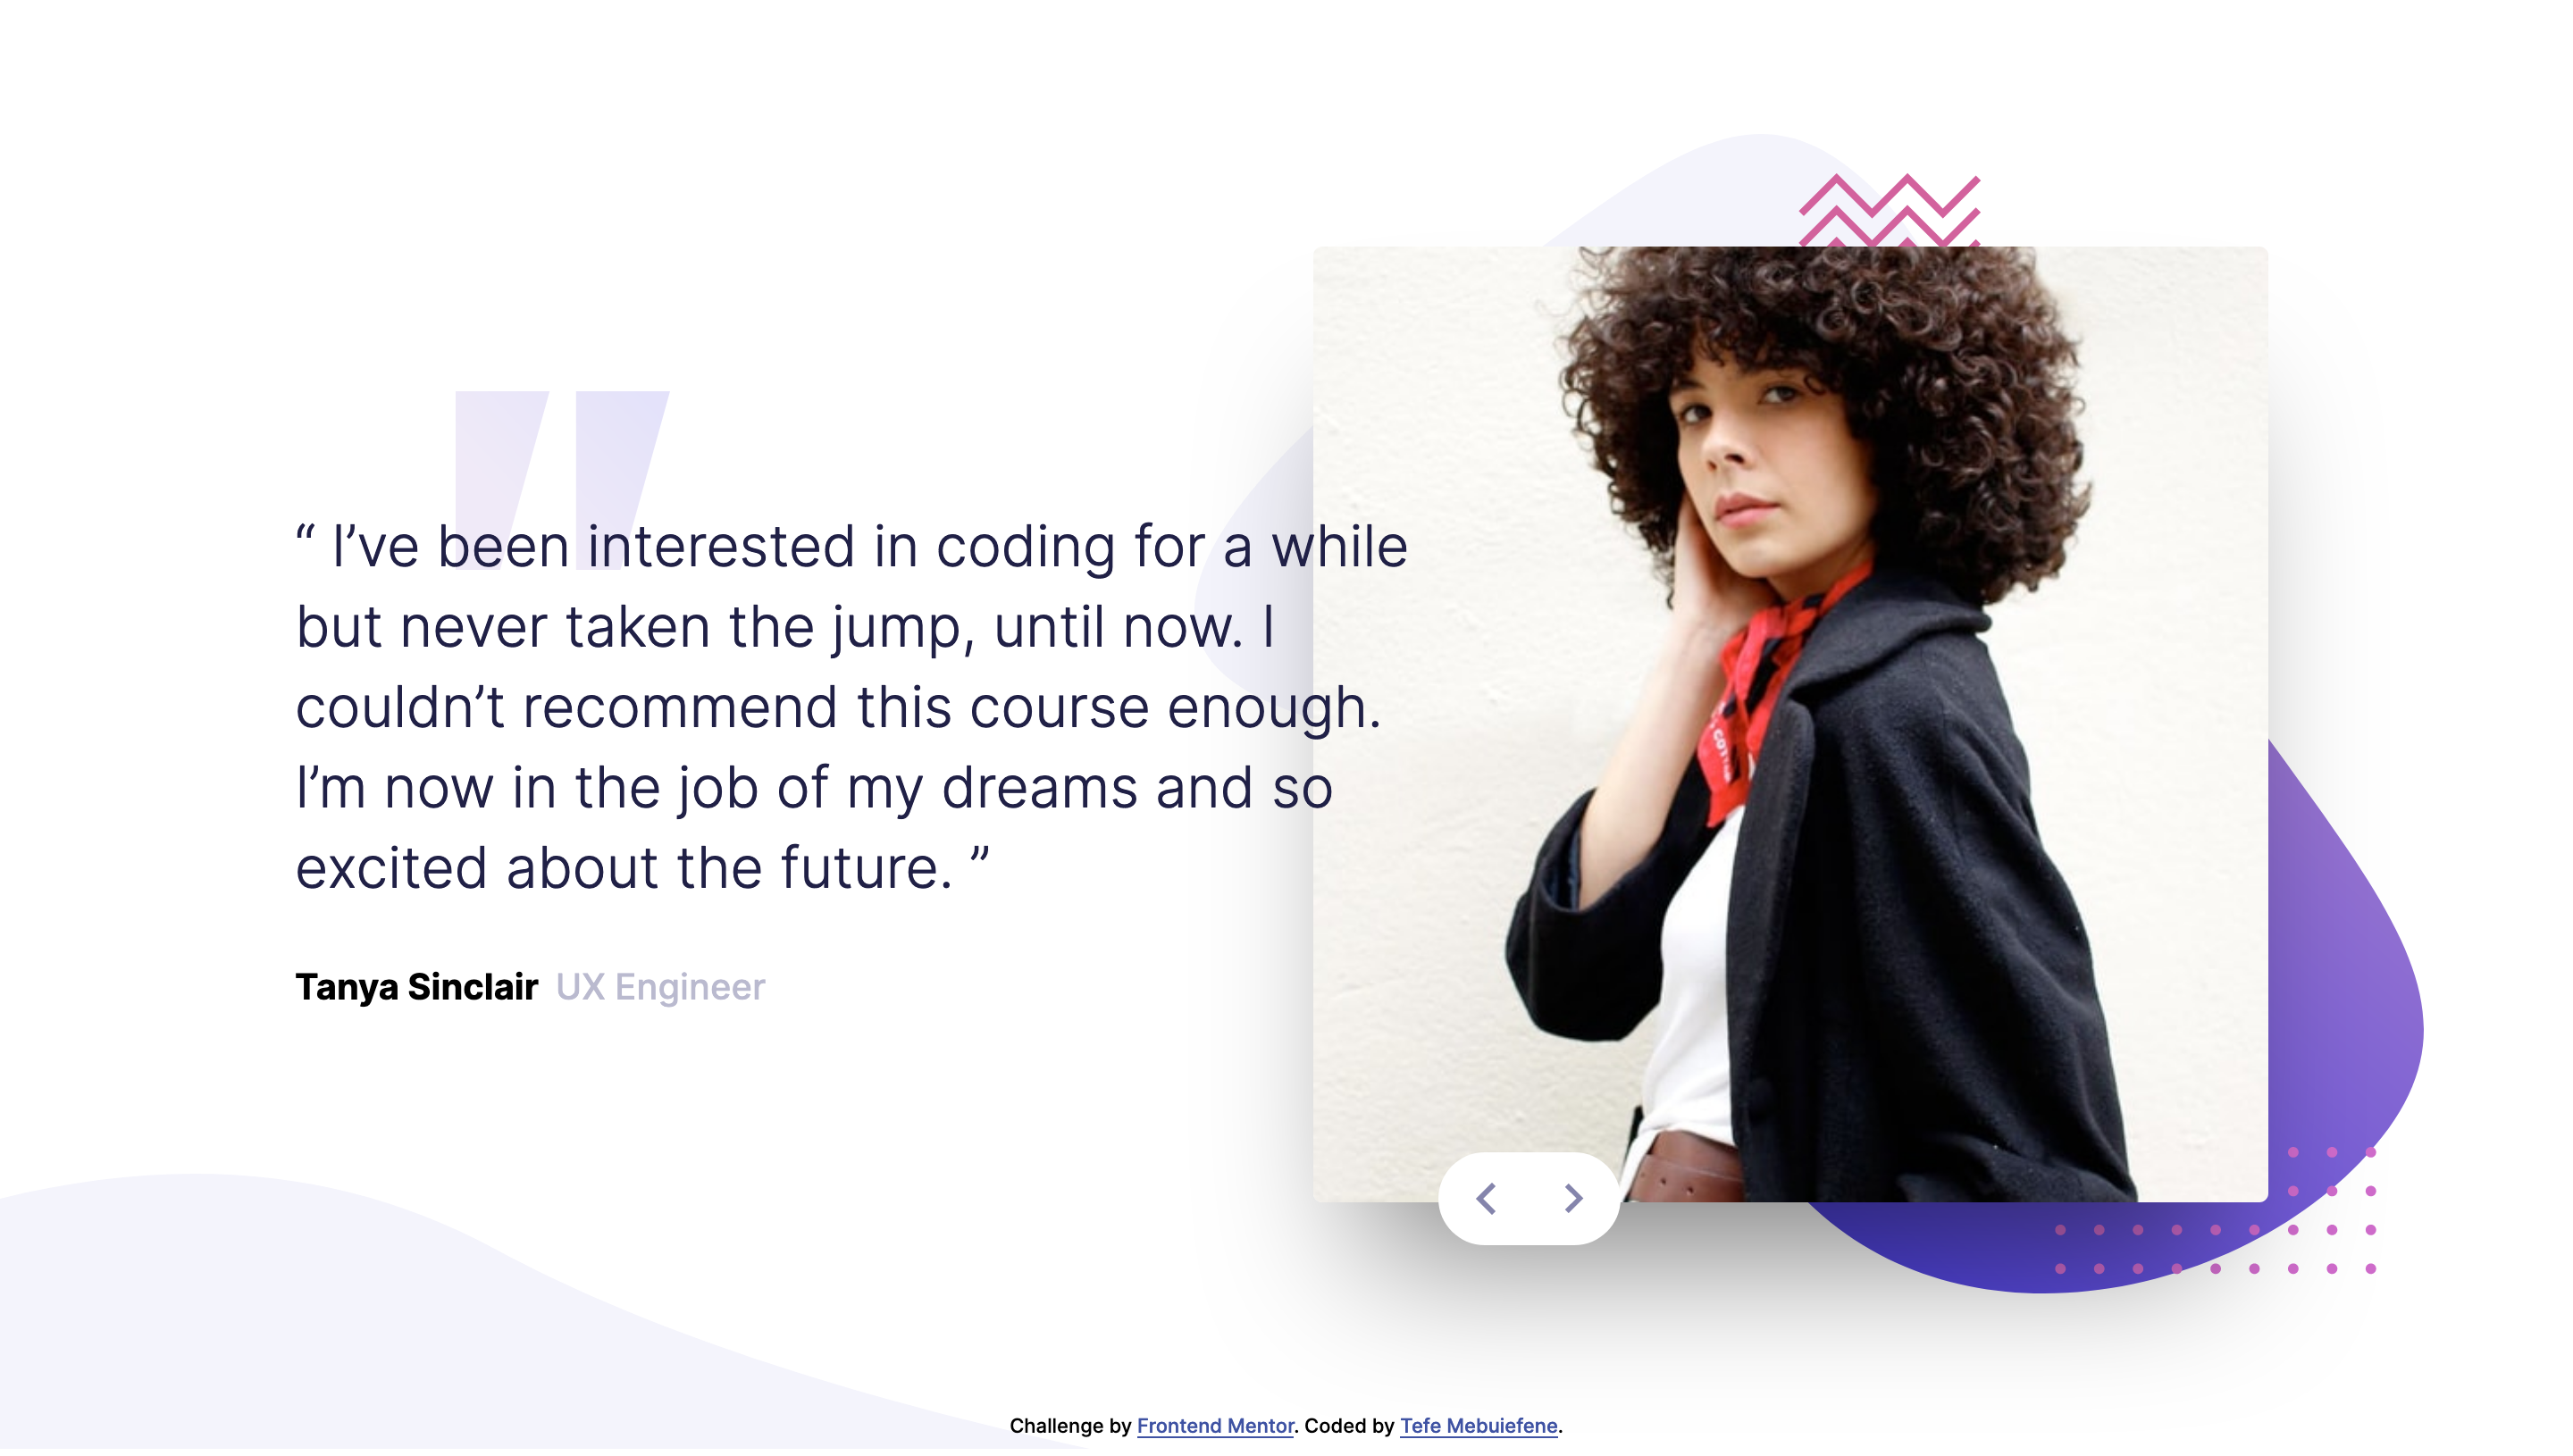 “ I’ve been interested in coding for a while
but never taken the jump, until now. I
couldn’t recommend this course enough.
I’m now in the job of my dreams and so
excited about the future. ”
Tanya Sinclair UX Engineer
Challenge by Frontend Mentor. Coded by Tefe Mebuiefene.